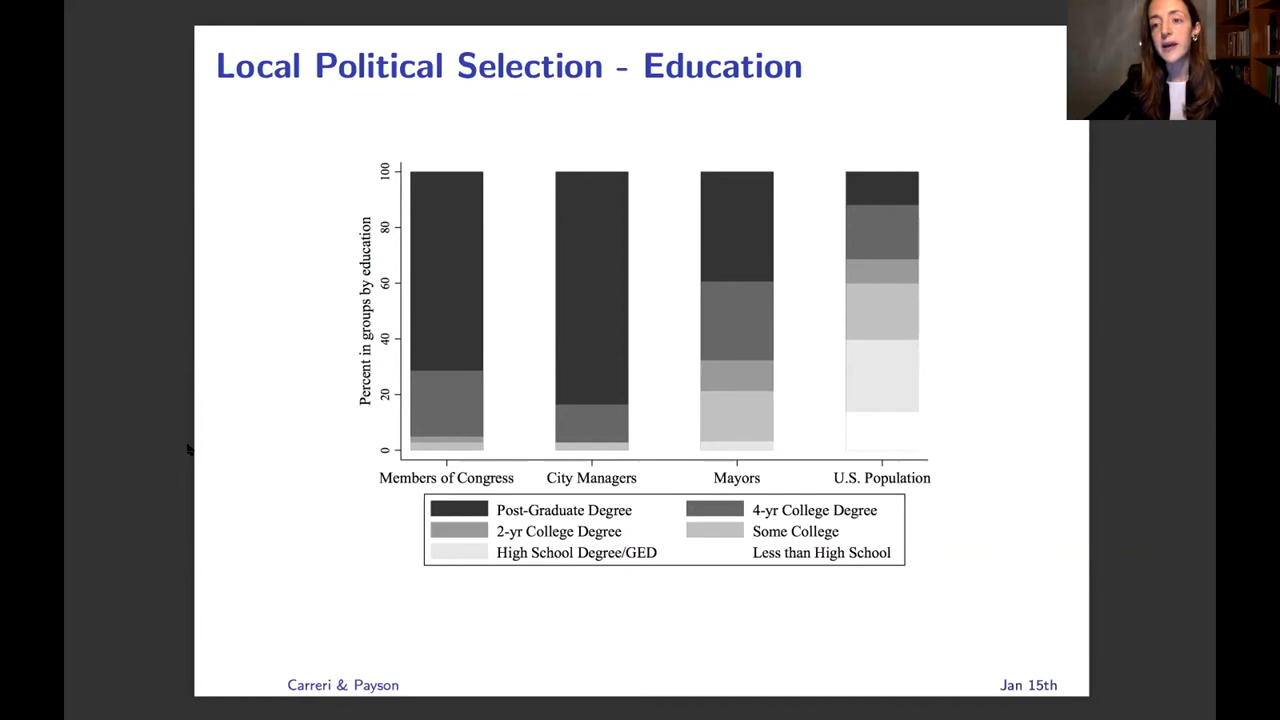 Local Political Selection - Education
Percent in groups by education
100
80
60
40
20
0
Members of Congress
City Managers
Mayors
U.S. Population
Post-Graduate Degree
4-yr College Degree
2-yr College Degree
Some College
High School Degree/GED
Less than High School
Carreri & Payson
Jan 15th